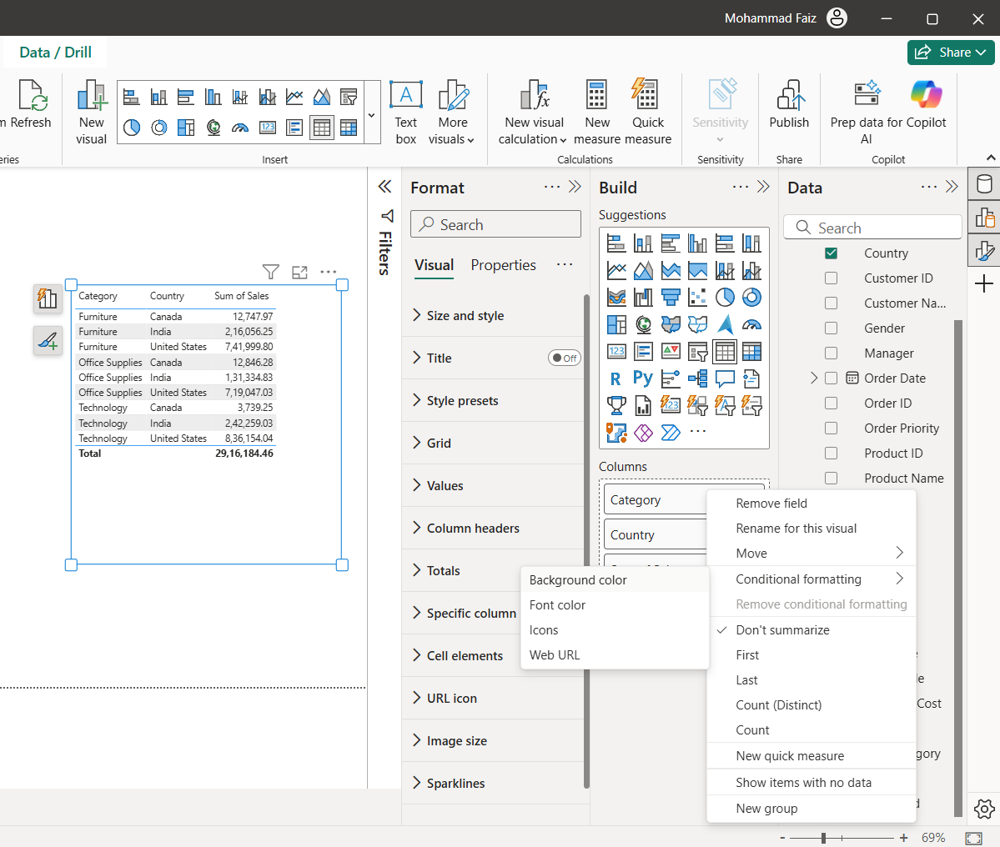 Mohammad Faiz
Data / Drill
Share
Refresh
New visual
Text box
More visuals
New visual calculation
New measure
Quick measure
Sensitivity
Publish
Prep data for AI
Copilot
Insert
Calculations
Sensitivity
Share
Copilot
Filters
Format
Search
Visual
Properties
Size and style
Title
Off
Style presets
Grid
Values
Column headers
Totals
Specific column
Cell elements
URL icon
Image size
Sparklines
Build
Suggestions
123
R
Py
123
Columns
Category
Country
Data
Search
Country
Customer ID
Customer Na...
Gender
Manager
Order Date
Order ID
Order Priority
Product ID
Product Name
Cost
Category Country Sum of Sales
Furniture Canada 12,747.97
Furniture India 2,16,056.25
Furniture United States 7,41,999.80
Office Supplies Canada 12,846.28
Office Supplies India 1,31,334.83
Office Supplies United States 7,19,047.03
Technology Canada 3,739.25
Technology India 2,42,259.03
Technology United States 8,36,154.04
Total 29,16,184.46
Remove field
Rename for this visual
Move
Conditional formatting
Remove conditional formatting
Don't summarize
First
Last
Count (Distinct)
Count
New quick measure
Show items with no data
New group
Background color
Font color
Icons
Web URL
- + 69%